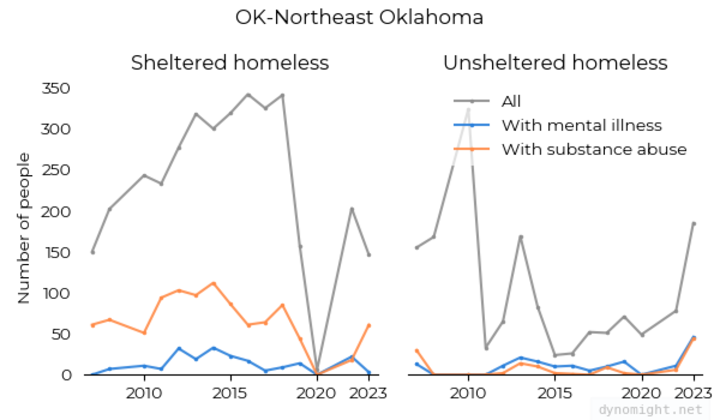 OK-Northeast Oklahoma
Sheltered homeless
Unsheltered homeless
Number of people
350
300
250
200
150
100
50
0
All
With mental illness
With substance abuse
2010 2015 2020 2023
2010 2015 2020 2023
dynomight.net